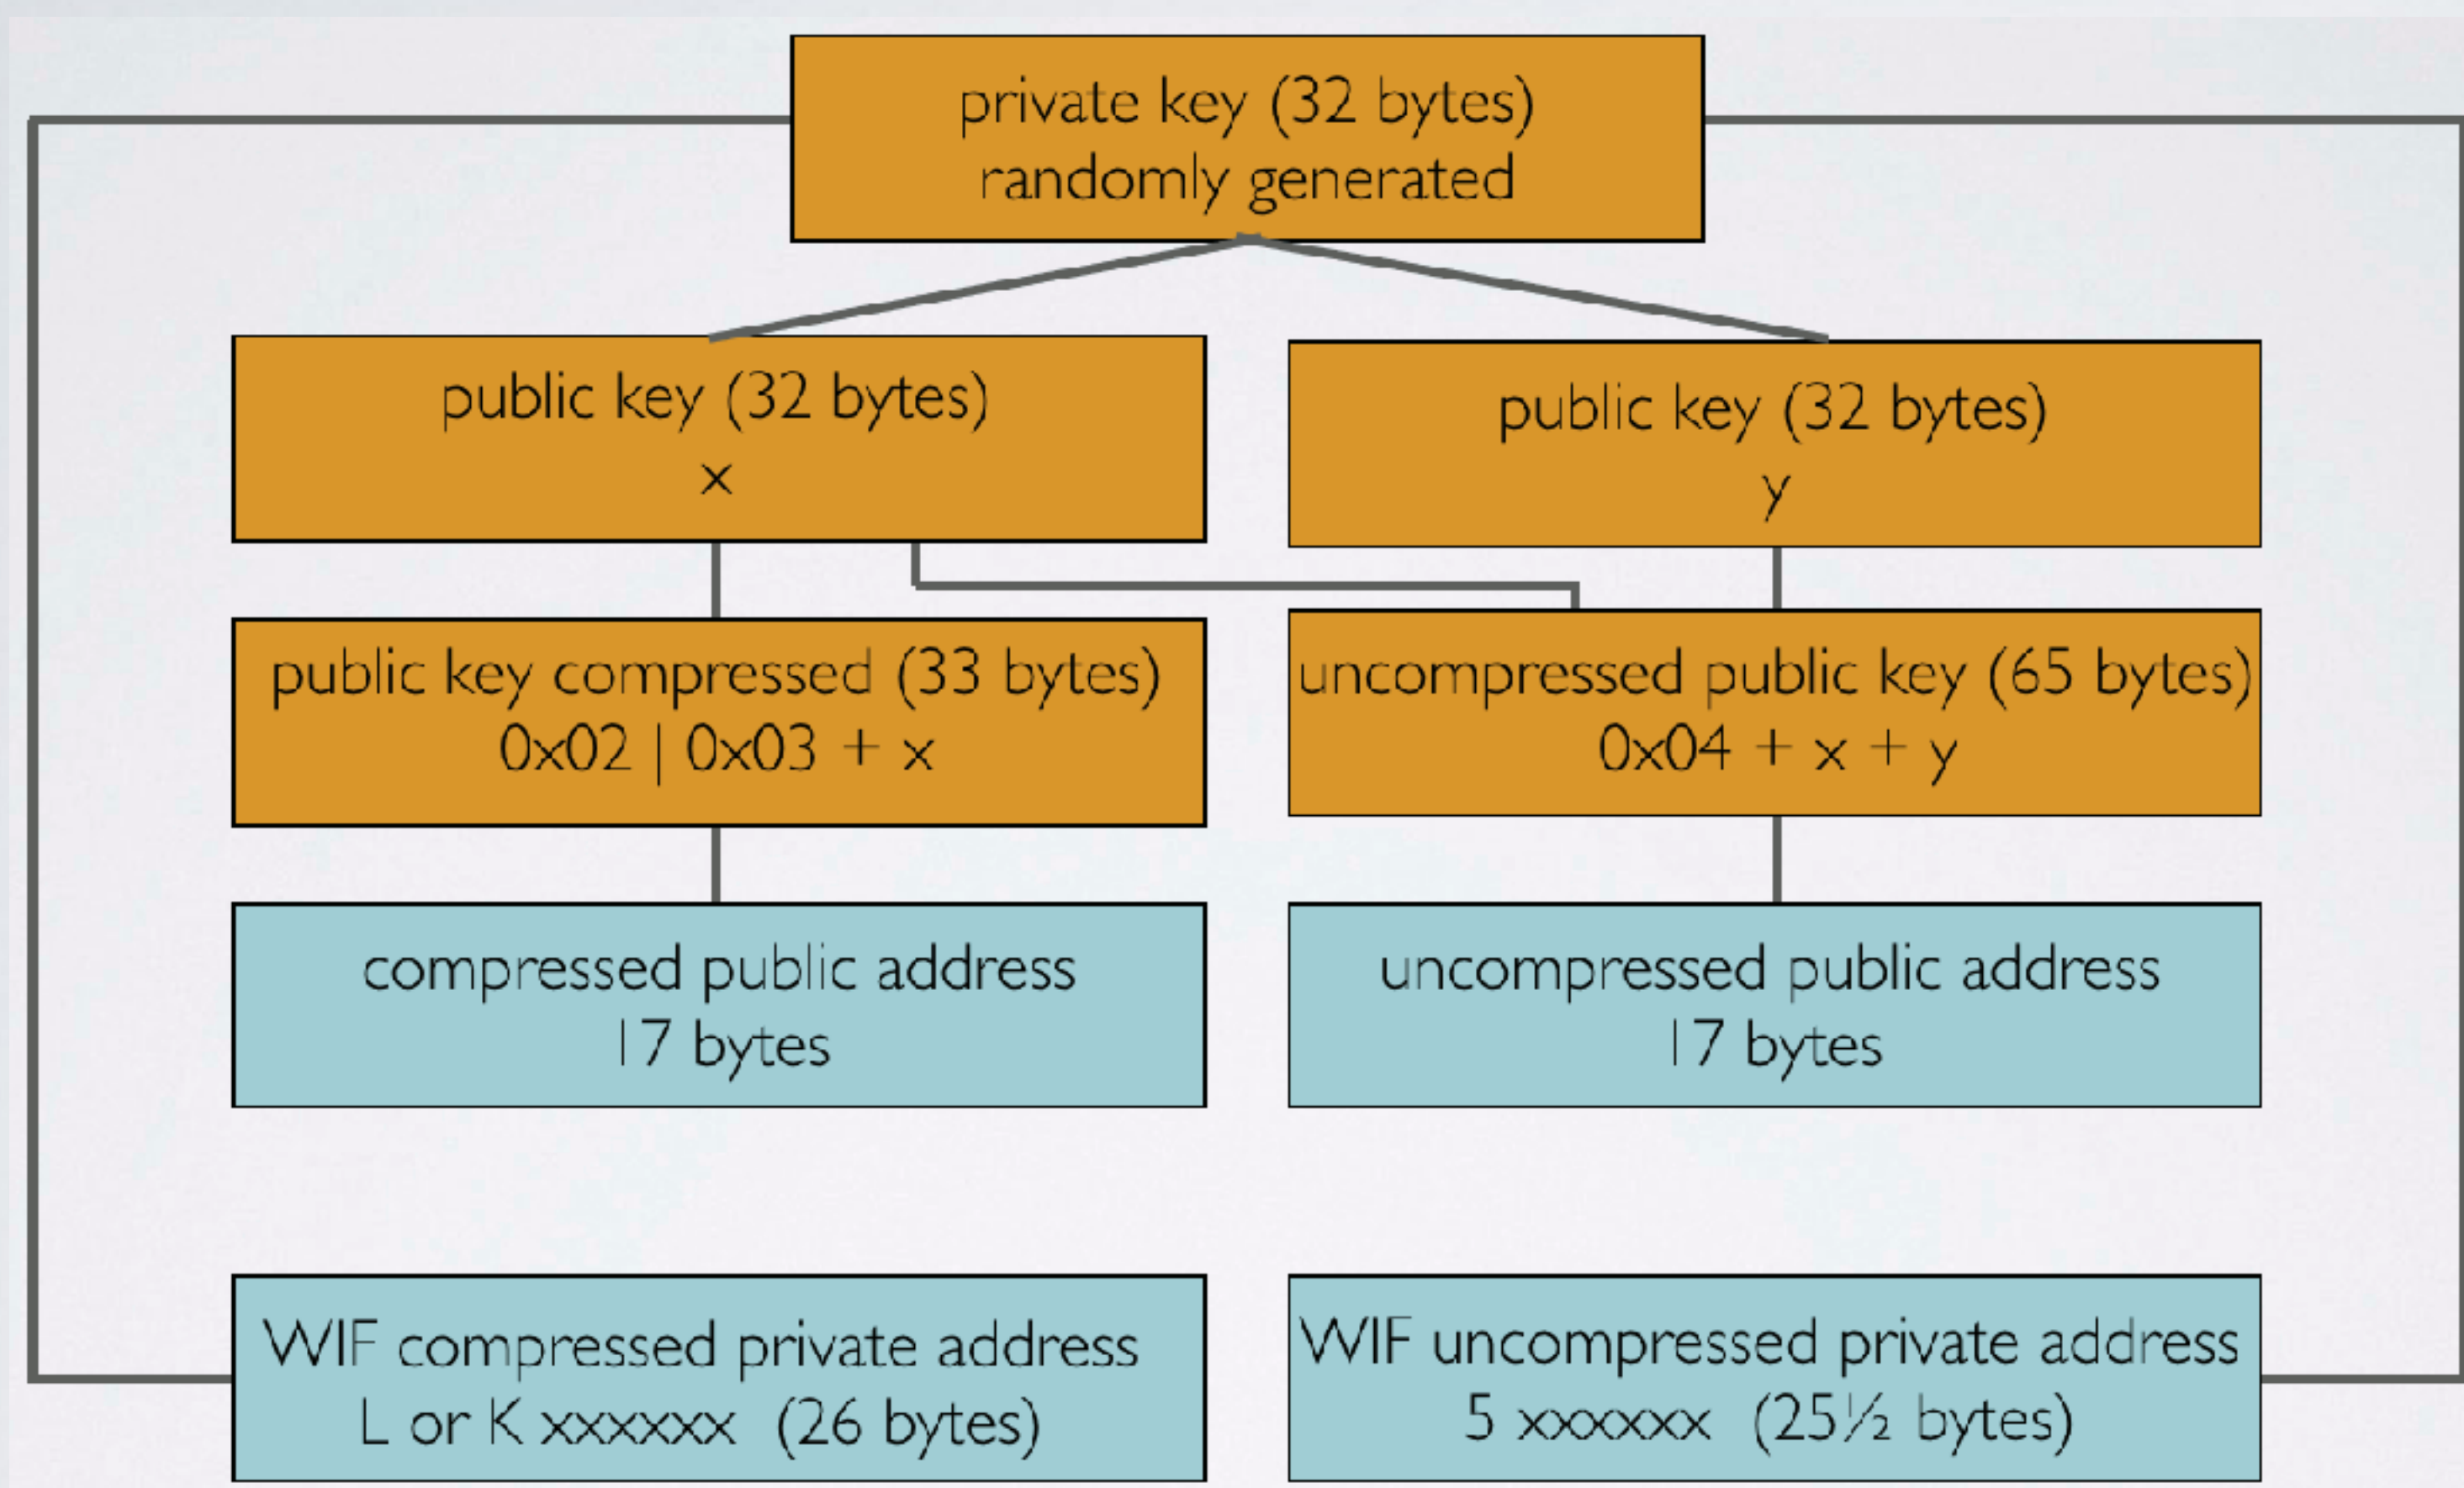 private key (32 bytes)
randomly generated
public key (32 bytes)
x
public key (32 bytes)
y
public key compressed (33 bytes)
0x02 | 0x03 + x
uncompressed public key (65 bytes)
0x04 + x + y
compressed public address
17 bytes
uncompressed public address
17 bytes
WIF compressed private address
L or K xxxxxx (26 bytes)
WIF uncompressed private address
5 xxxxxx (25½ bytes)